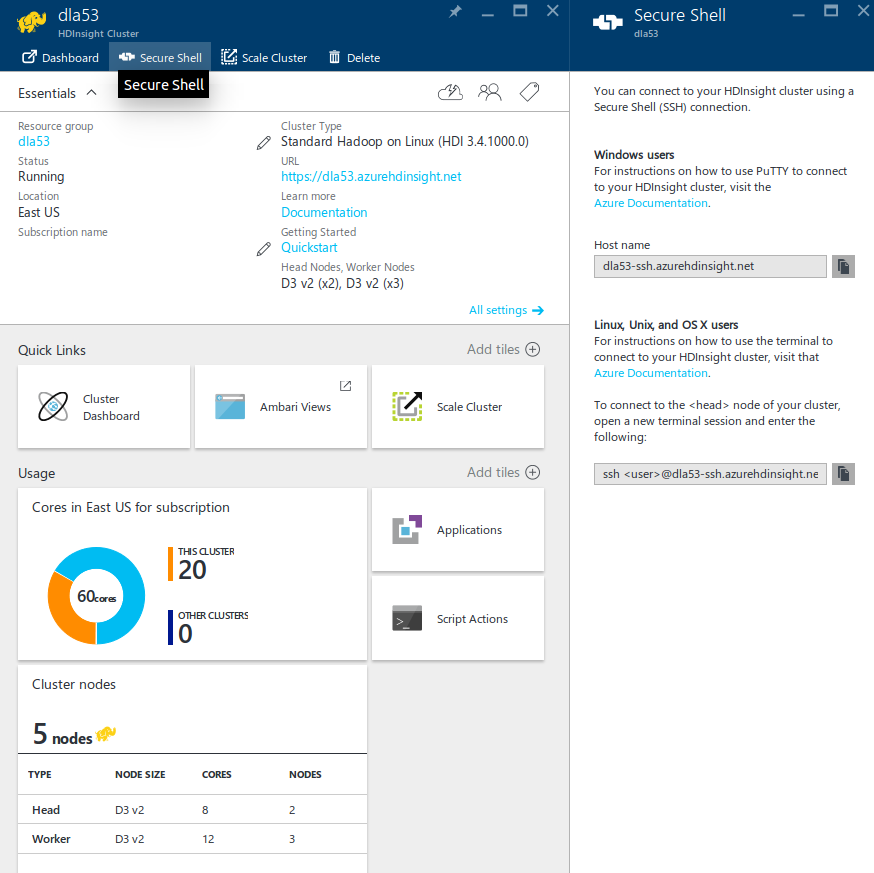 dla53
HDInsight Cluster
Dashboard
Secure Shell
Scale Cluster
Delete
Secure Shell
Essentials
Resource group
dla53
Status
Running
Location
East US
Subscription name
Cluster Type
Standard Hadoop on Linux (HDI 3.4.1000.0)
URL
https://dla53.azurehdinsight.net
Learn more
Documentation
Getting Started
Quickstart
Head Nodes, Worker Nodes
D3 v2 (x2), D3 v2 (x3)
All settings
Quick Links
Add tiles
Cluster
Dashboard
Ambari Views
Scale Cluster
Usage
Add tiles
Cores in East US for subscription
60cores
THIS CLUSTER
20
OTHER CLUSTERS
0
Applications
Script Actions
Cluster nodes
5 nodes
TYPE NODE SIZE CORES NODES
Head D3 v2 8 2
Worker D3 v2 12 3
Secure Shell
dla53
You can connect to your HDInsight cluster using a
Secure Shell (SSH) connection.
Windows users
For instructions on how to use PuTTY to connect
to your HDInsight cluster, visit the
Azure Documentation.
Host name
dla53-ssh.azurehdinsight.net
Linux, Unix, and OS X users
For instructions on how to use the terminal to
connect to your HDInsight cluster, visit that
Azure Documentation.
To connect to the <head> node of your cluster,
open a new terminal session and enter the
following:
ssh <user>@dla53-ssh.azurehdinsight.ne